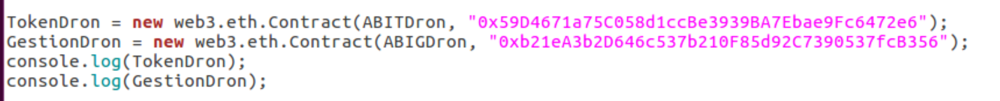 TokenDron = new web3.eth.Contract(ABITDron, "0x59D4671a75C058d1ccBe3939BA7Ebae9Fc6472e6");
GestionDron = new web3.eth.Contract(ABIGDron, "0xb21eA3b2D646c537b210F85d92C7390537fcB356");
console.log(TokenDron);
console.log(GestionDron);